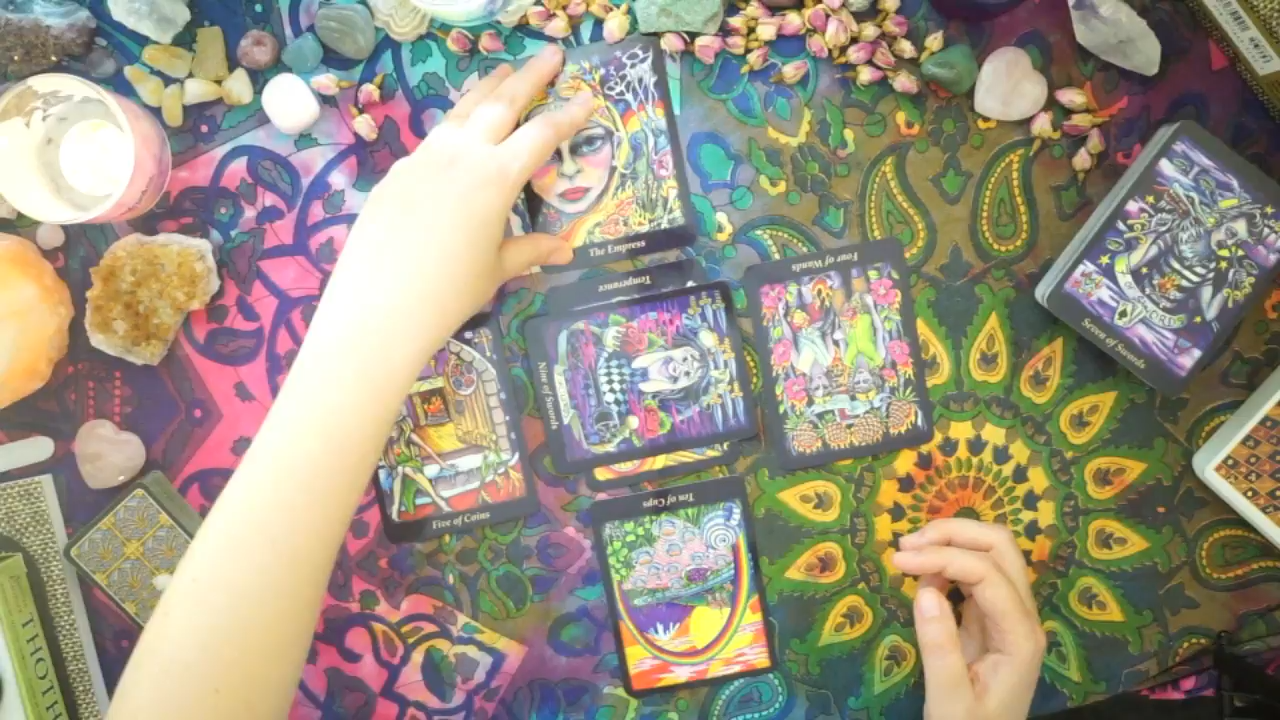 The Empress
Temperance
Four of Wands
Nine of Swords
Seven of Swords
Five of Coins
Ten of Cups
THOTH